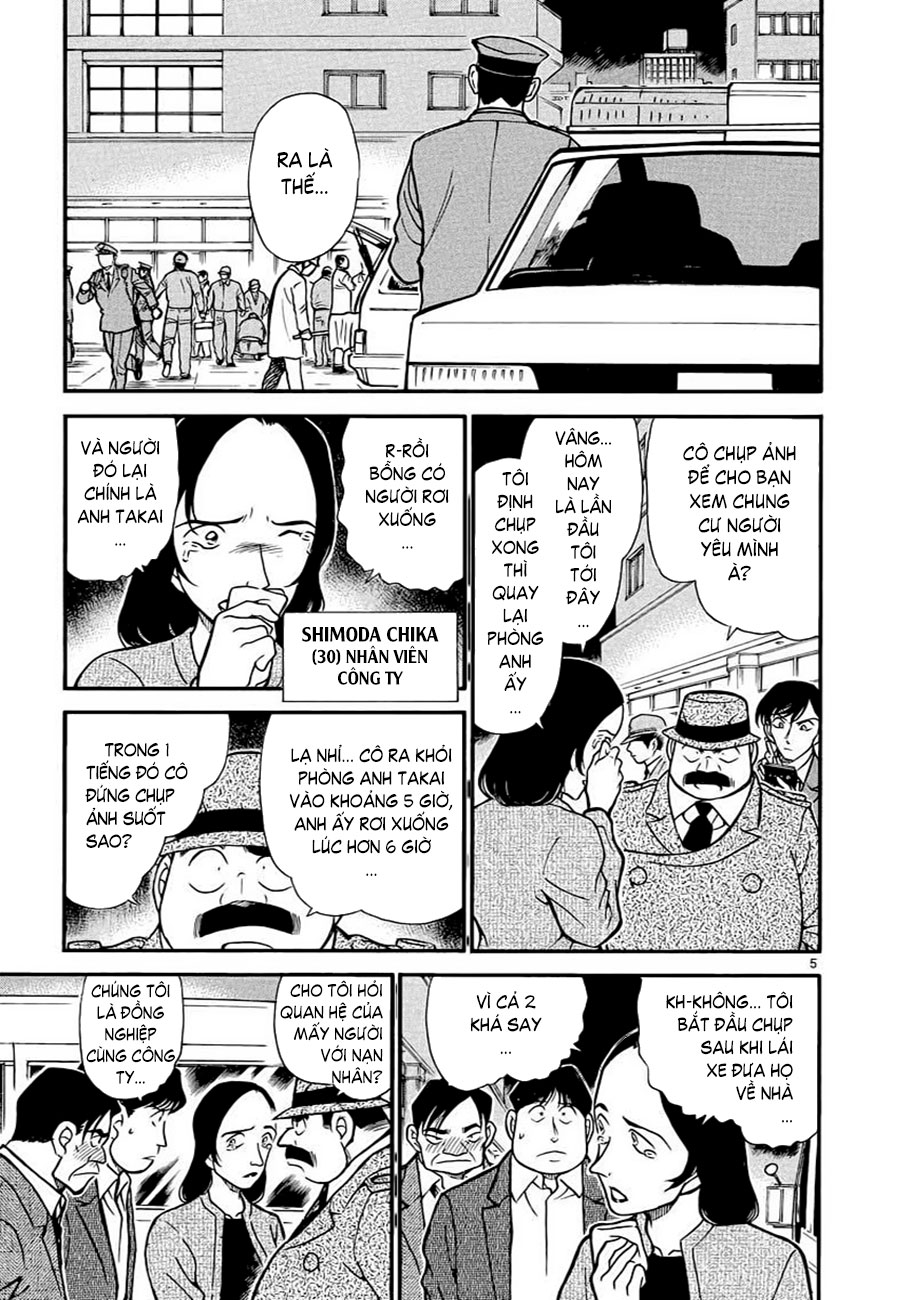 RA LÀ
THẾ...
CÔ CHỤP ẢNH
ĐỂ CHO BẠN
XEM CHUNG
CƯ NGƯỜI
YÊU MÌNH
À?
VÂNG...
HÔM
NAY
LÀ LẦN
ĐẦU
TÔI
TỚI
ĐÂY
...
TÔI
ĐỊNH
CHỤP
XONG
THÌ
QUAY
LẠI
PHÒNG
ANH
ẤY
...
R-RỒI
BỖNG CÓ
NGƯỜI RƠI
XUỐNG
...
VÀ NGƯỜI
ĐÓ LẠI
CHÍNH LÀ
ANH TAKAI
...
SHIMODA CHIKA
(30) NHÂN VIÊN
CÔNG TY
LẠ NHỈ... CÔ RA KHỎI
PHÒNG ANH TAKAI
VÀO KHOẢNG 5 GIỜ,
ANH ẤY RƠI XUỐNG
LÚC HƠN 6 GIỜ
...
TRONG 1
TIẾNG ĐÓ CÔ
ĐỨNG CHỤP
ẢNH SUỐT
SAO?
5
KH-KHÔNG... TÔI
BẮT ĐẦU CHỤP
SAU KHI LÁI
XE ĐƯA HỌ
VỀ NHÀ
...
VÌ CẢ 2
KHÁ SAY
...
CHO TÔI HỎI
QUAN HỆ CỦA
MẤY NGƯỜI
VỚI NẠN
NHÂN?
CHÚNG TÔI
LÀ ĐỒNG
NGHIỆP
CÙNG CÔNG
TY...